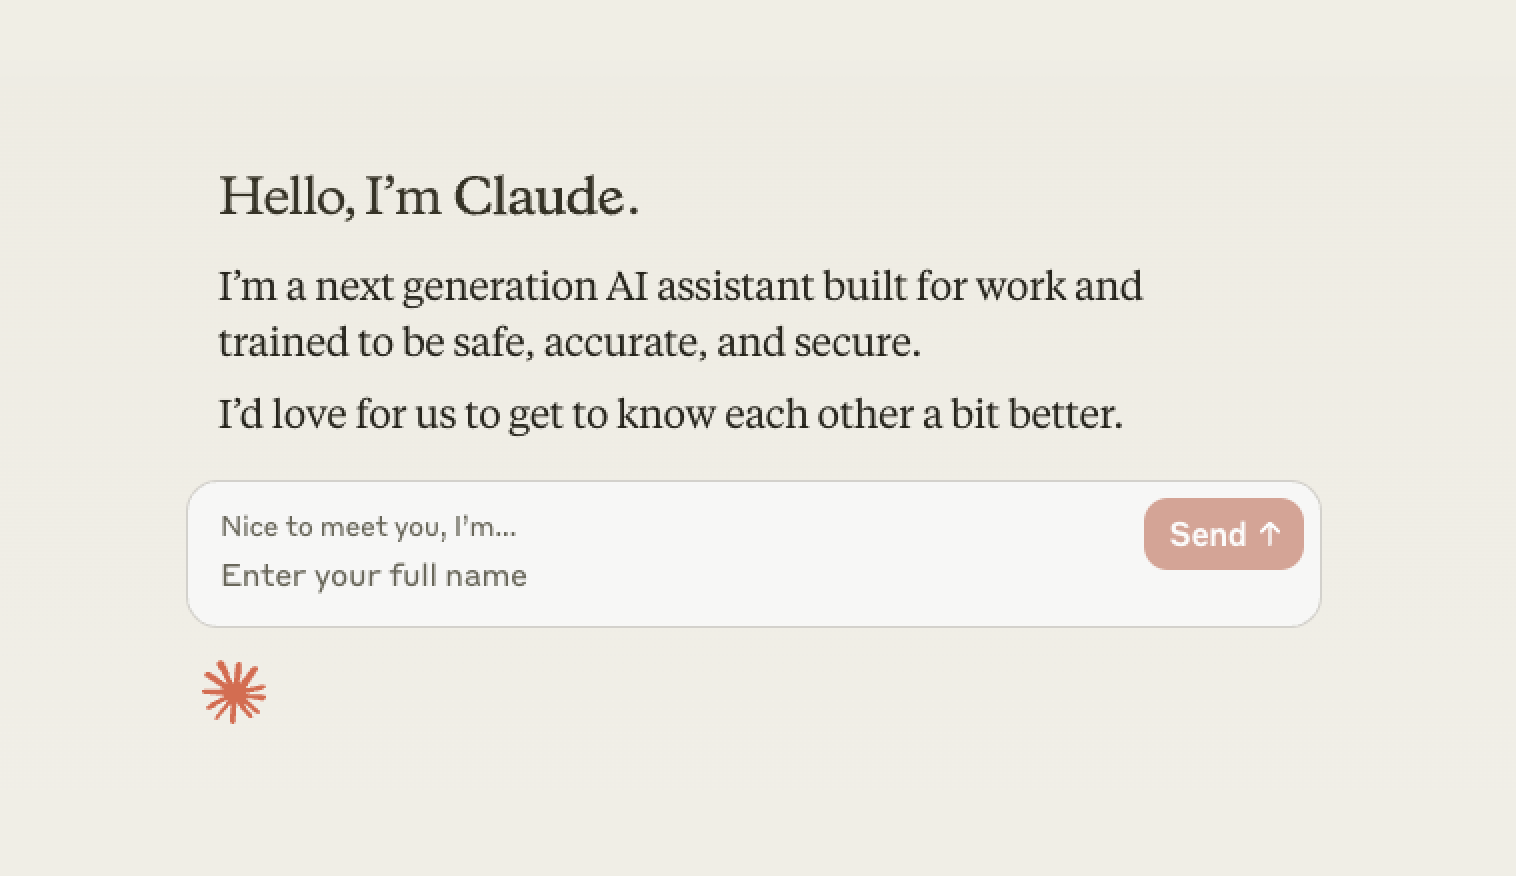 Hello, I’m Claude.
I’m a next generation AI assistant built for work and
trained to be safe, accurate, and secure.
I’d love for us to get to know each other a bit better.
Nice to meet you, I’m...
Enter your full name
Send ↑